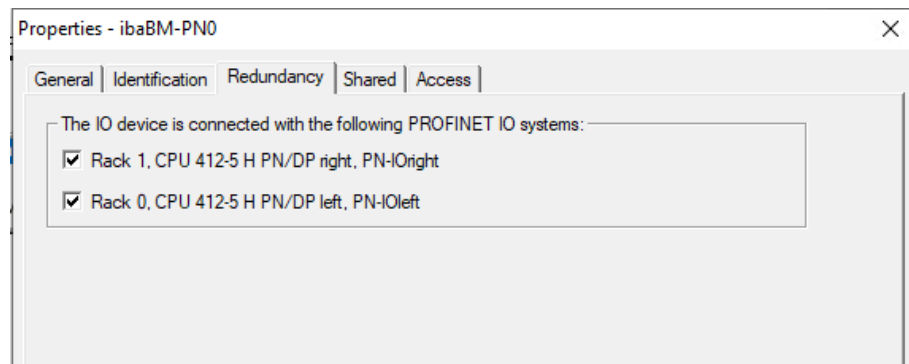 Properties - ibaBM-PN0
General Identification Redundancy Shared Access
The IO device is connected with the following PROFINET IO systems:
Rack 1, CPU 412-5 H PN/DP right, PN-IOright
Rack 0, CPU 412-5 H PN/DP left, PN-IOleft